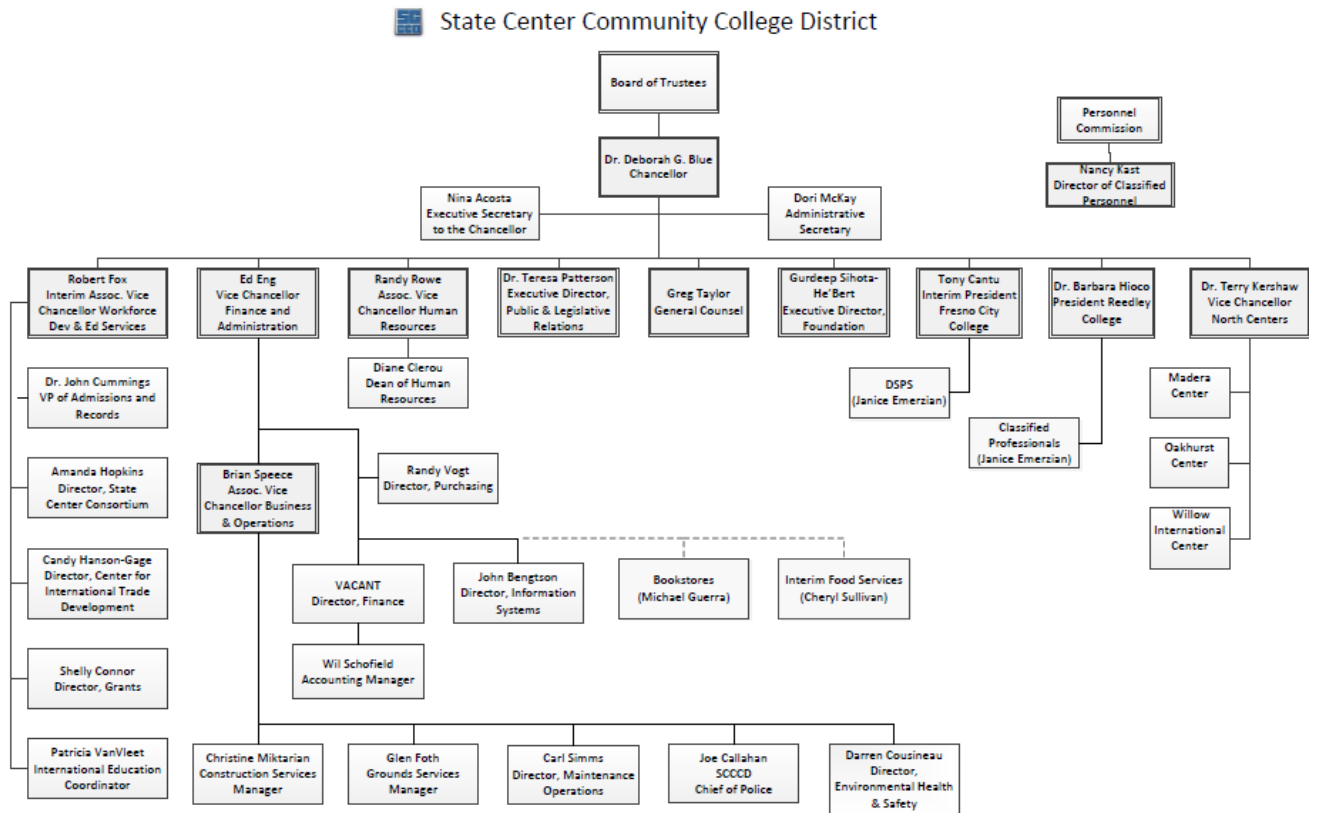 State Center Community College District
Board of Trustees
Personnel
Commission
Dr. Deborah G. Blue
Chancellor
Nancy Kast
Director of Classified
Personnel
Nina Acosta
Executive Secretary
to the Chancellor
Dori McKay
Administrative
Secretary
Robert Fox
Interim Assoc. Vice
Chancellor Workforce
Dev & Ed Services
Ed Eng
Vice Chancellor
Finance and
Administration
Randy Rowe
Assoc. Vice
Chancellor Human
Resources
Dr. Teresa Patterson
Executive Director,
Public & Legislative
Relations
Greg Taylor
General Counsel
Gurdeep Sihota-
He'Bert
Executive Director,
Foundation
Tony Cantu
Interim President
Fresno City
College
Dr. Barbara Hioco
President Reedley
College
Dr. Terry Kershaw
Vice Chancellor
North Centers
Dr. John Cummings
VP of Admissions and
Records
Diane Clerou
Dean of Human
Resources
DSPS
(Janice Emerzian)
Madera
Center
Classified
Professionals
(Janice Emerzian)
Oakhurst
Center
Amanda Hopkins
Director, State
Center Consortium
Brian Speece
Assoc. Vice
Chancellor Business
& Operations
Randy Vogt
Director, Purchasing
Willow
International
Center
Candy Hanson-Gage
Director, Center for
International Trade
Development
VACANT
Director, Finance
John Bengtson
Director, Information
Systems
Bookstores
(Michael Guerra)
Interim Food Services
(Cheryl Sullivan)
Shelly Connor
Director, Grants
Wil Schofield
Accounting Manager
Patricia VanVleet
International Education
Coordinator
Christine Miktarian
Construction Services
Manager
Glen Foth
Grounds Services
Manager
Carl Simms
Director, Maintenance
Operations
Joe Callahan
SCCCD
Chief of Police
Darren Cousineau
Director,
Environmental Health
& Safety